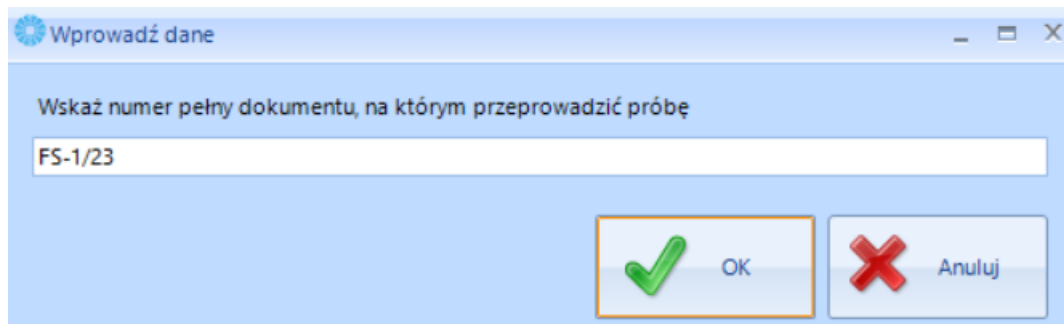 Wprowadź dane
Wskaż numer pełny dokumentu, na którym przeprowadzić próbę
FS-1/23
OK
Anuluj